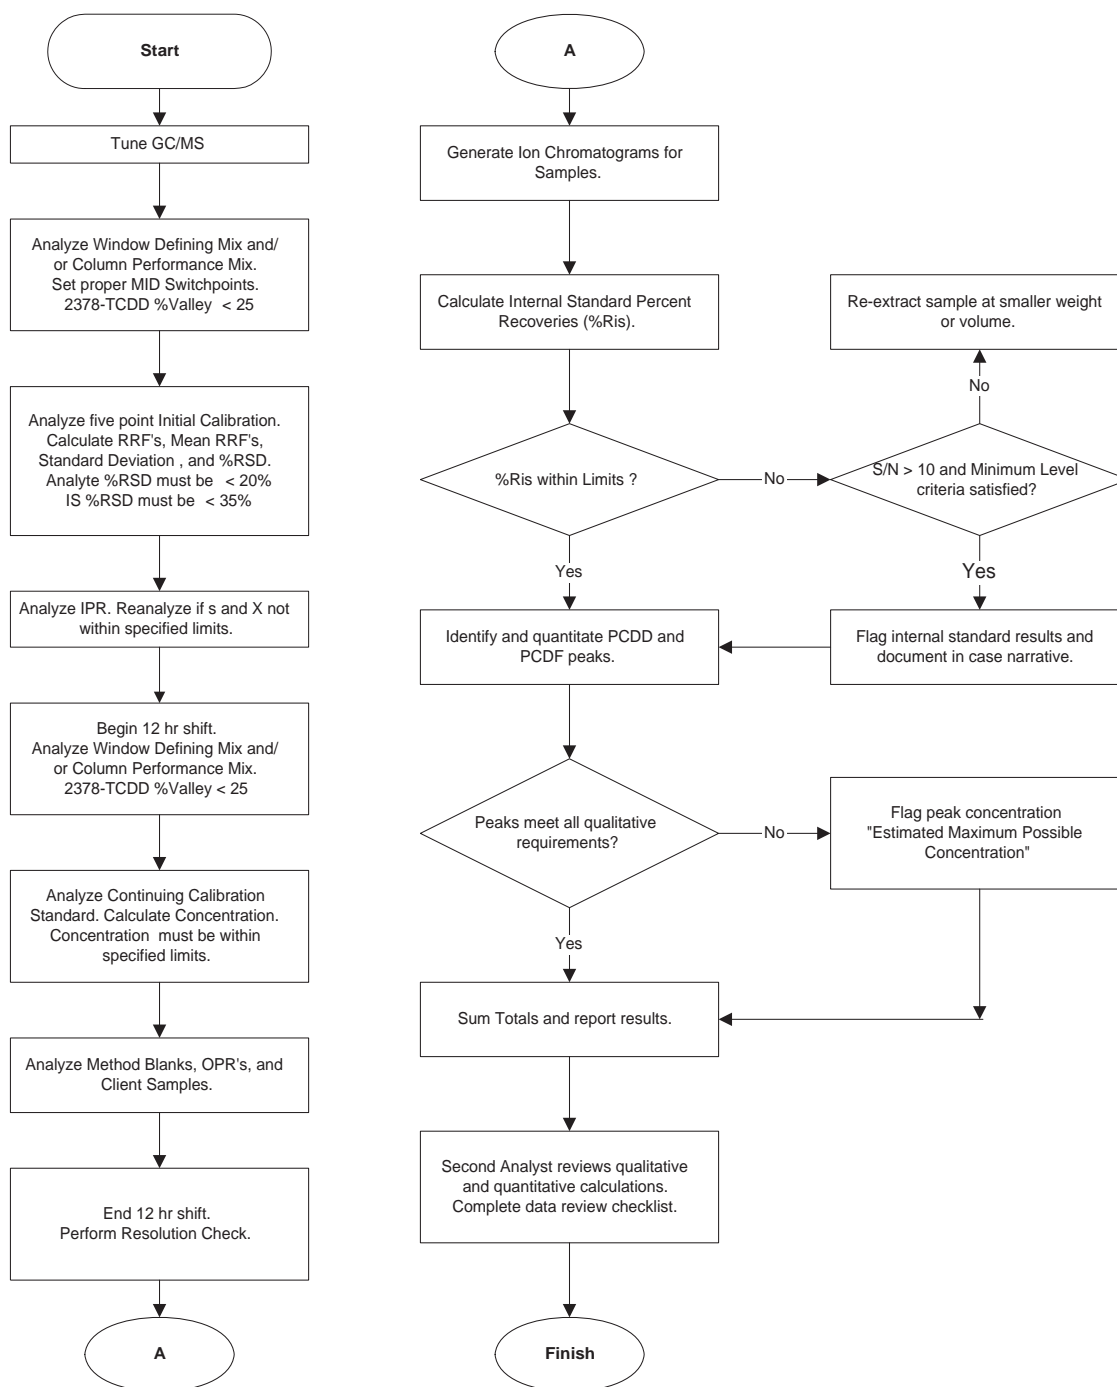 Start
Tune GC/MS
Analyze Window Defining Mix and/
or Column Performance Mix.
Set proper MID Switchpoints.
2378-TCDD %Valley < 25
Analyze five point Initial Calibration.
Calculate RRF's, Mean RRF's,
Standard Deviation , and %RSD.
Analyte %RSD must be < 20%
IS %RSD must be < 35%
Analyze IPR. Reanalyze if s and X not
within specified limits.
Begin 12 hr shift.
Analyze Window Defining Mix and/
or Column Performance Mix.
2378-TCDD %Valley < 25
Analyze Continuing Calibration
Standard. Calculate Concentration.
Concentration must be within
specified limits.
Analyze Method Blanks, OPR's, and
Client Samples.
End 12 hr shift.
Perform Resolution Check.
A
A
Generate Ion Chromatograms for
Samples.
Calculate Internal Standard Percent
Recoveries (%Ris).
Re-extract sample at smaller weight
or volume.
No
%Ris within Limits ?
No
S/N > 10 and Minimum Level
criteria satisfied?
Yes
Yes
Identify and quantitate PCDD and
PCDF peaks.
Flag internal standard results and
document in case narrative.
Peaks meet all qualitative
requirements?
No
Flag peak concentration
"Estimated Maximum Possible
Concentration"
Yes
Sum Totals and report results.
Second Analyst reviews qualitative
and quantitative calculations.
Complete data review checklist.
Finish